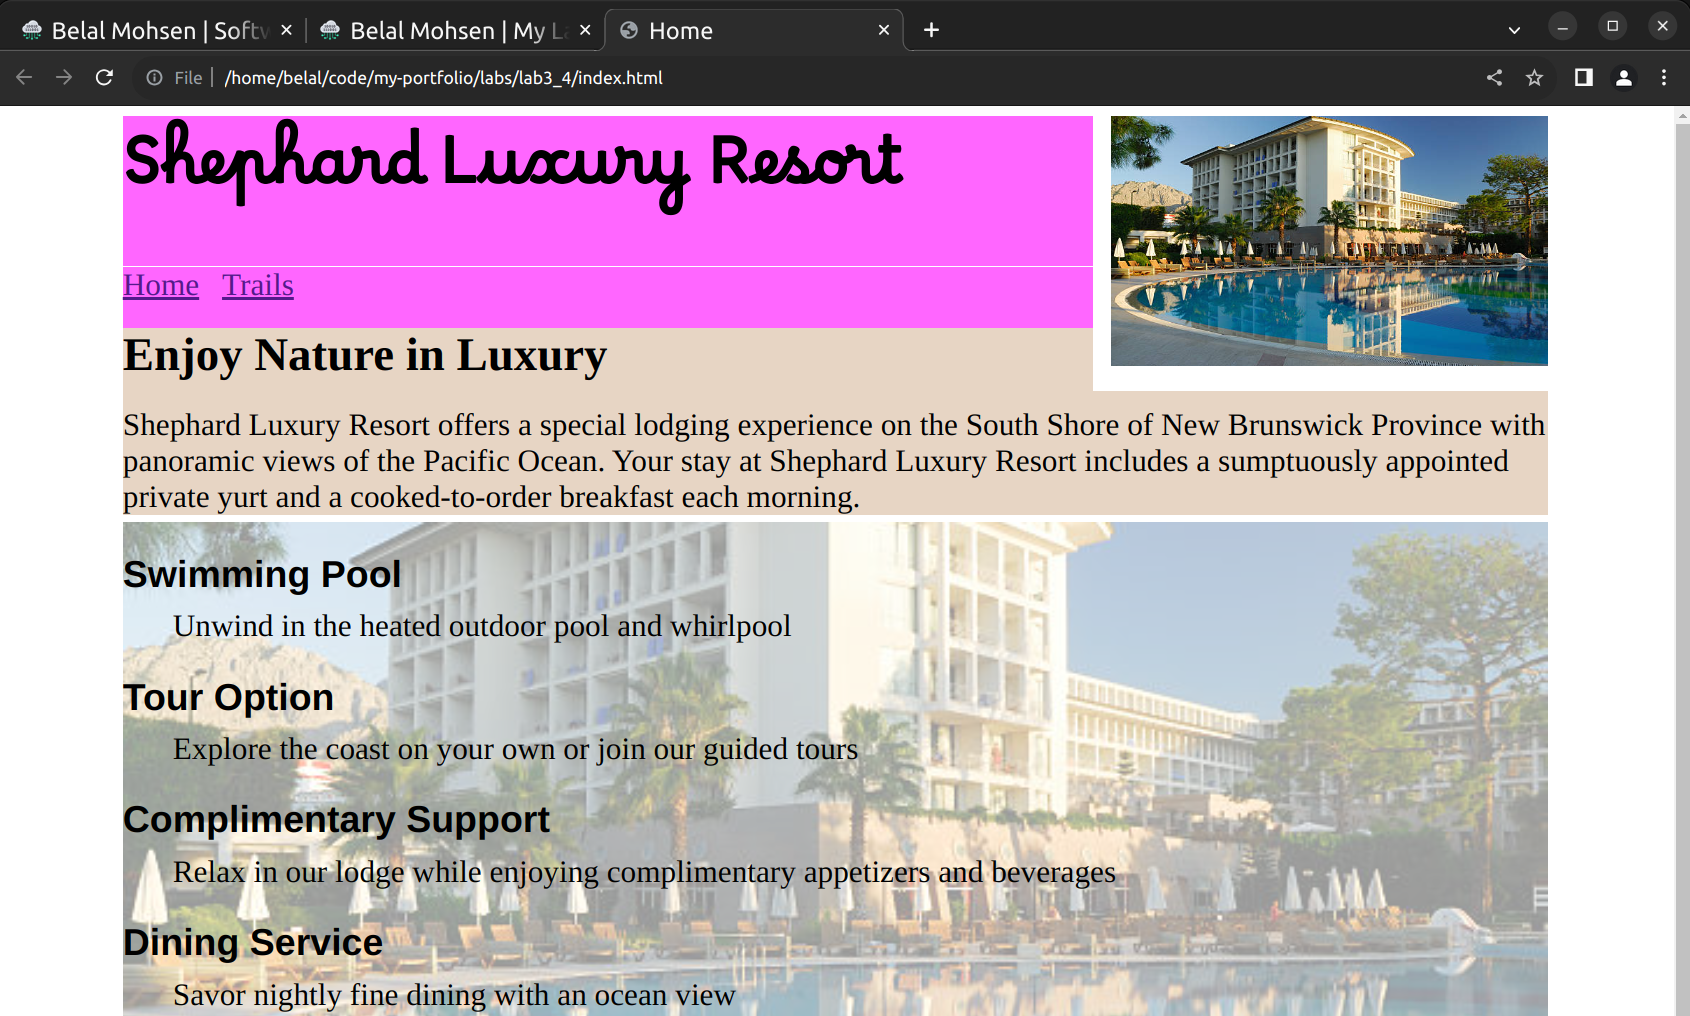 Belal Mohsen | Softw
Belal Mohsen | My La
Home
File
/home/belal/code/my-portfolio/labs/lab3_4/index.html
Shephard Luxury Resort
Home Trails
Enjoy Nature in Luxury
Shephard Luxury Resort offers a special lodging experience on the South Shore of New Brunswick Province with
panoramic views of the Pacific Ocean. Your stay at Shephard Luxury Resort includes a sumptuously appointed
private yurt and a cooked-to-order breakfast each morning.
Swimming Pool
Unwind in the heated outdoor pool and whirlpool
Tour Option
Explore the coast on your own or join our guided tours
Complimentary Support
Relax in our lodge while enjoying complimentary appetizers and beverages
Dining Service
Savor nightly fine dining with an ocean view